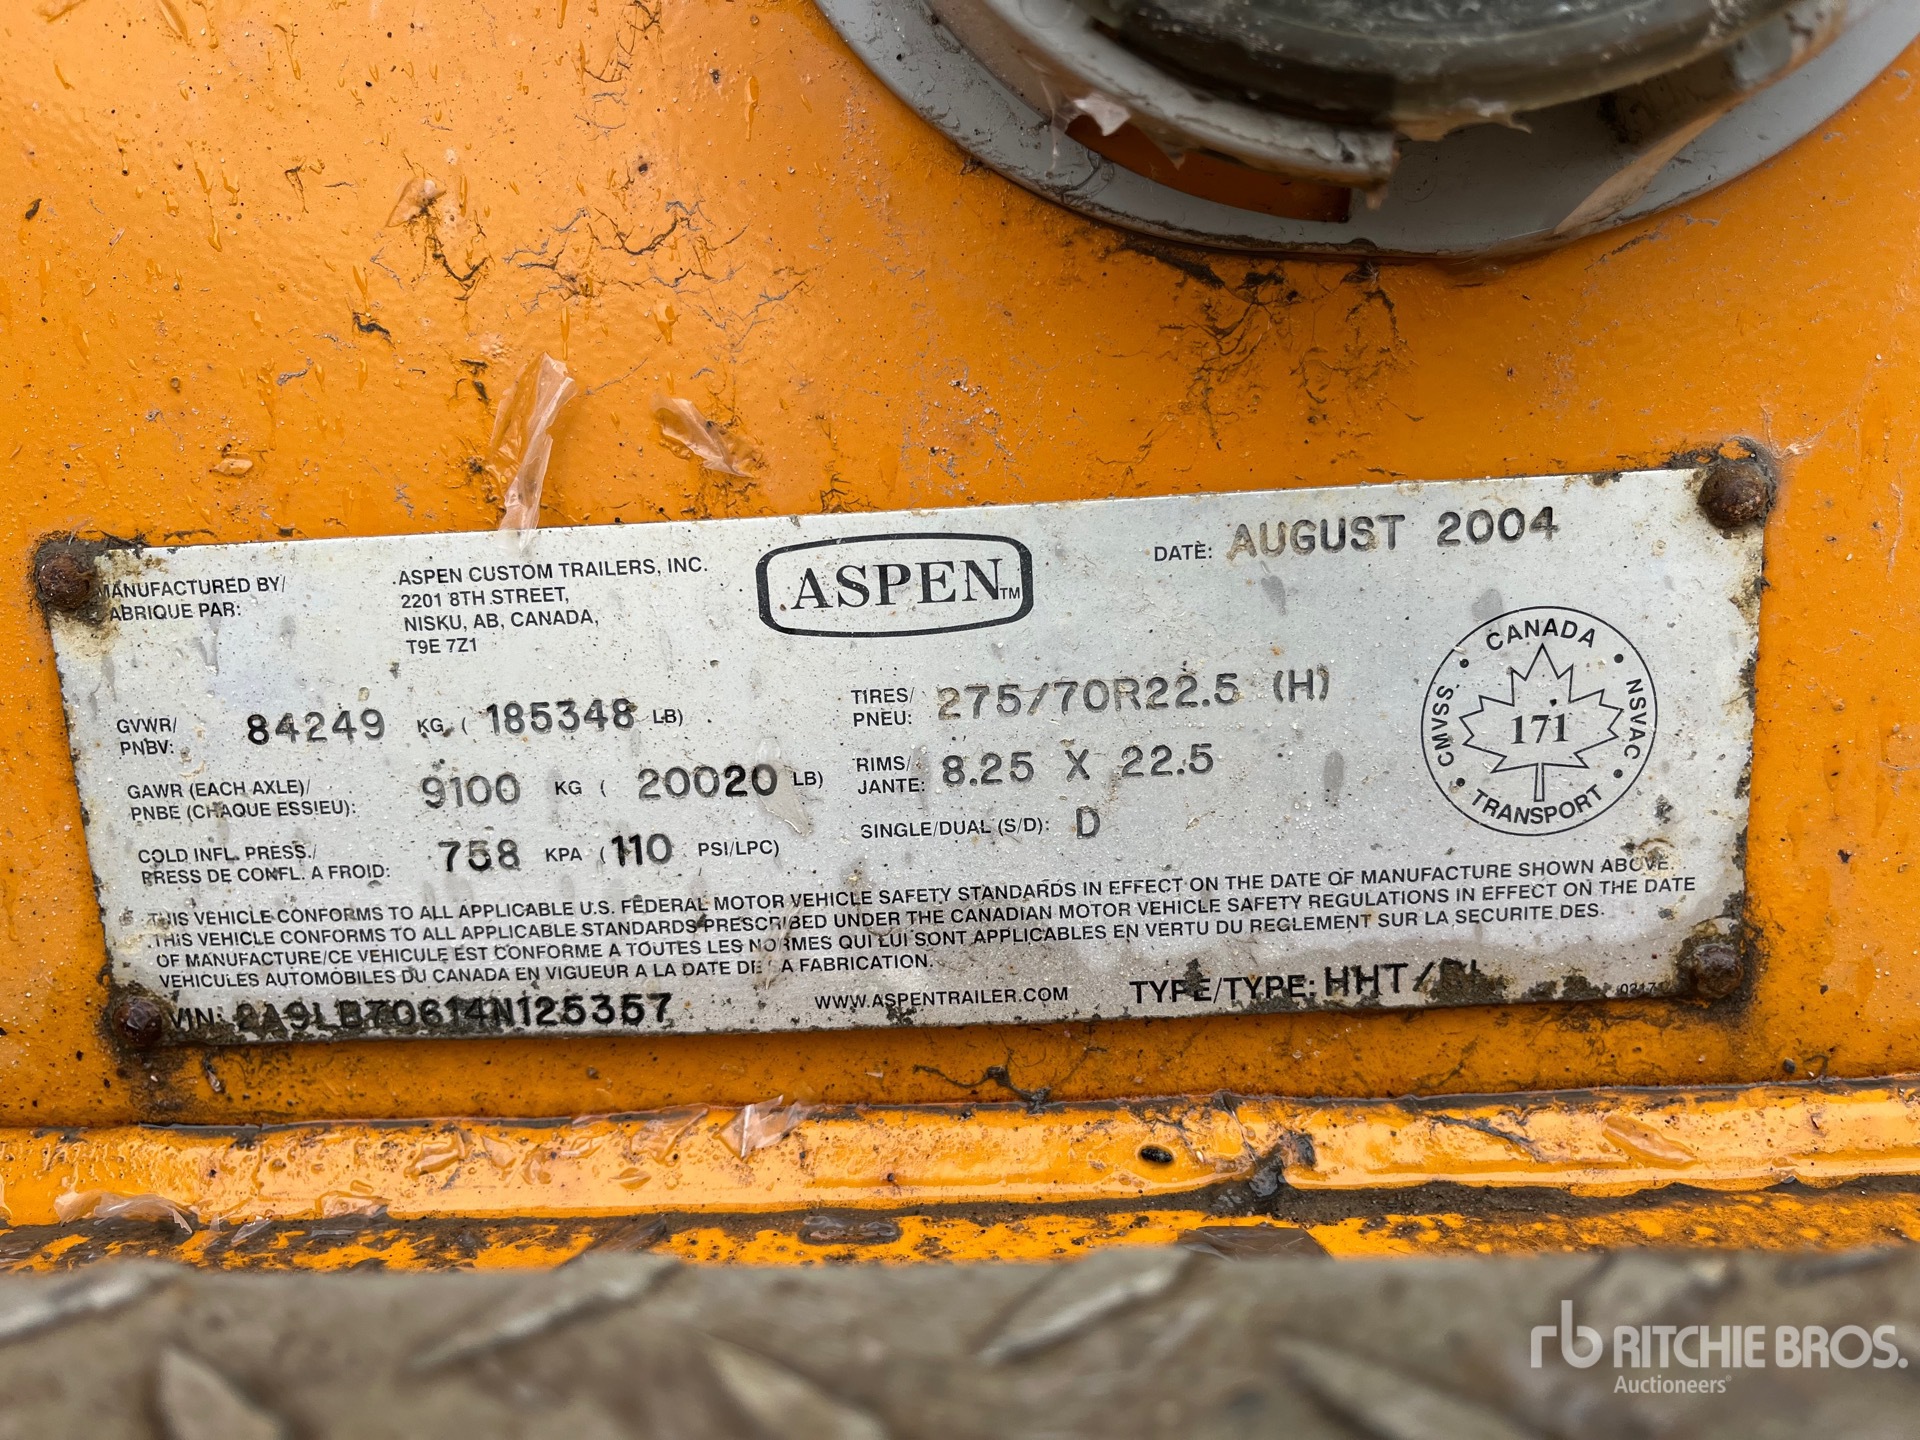 MANUFACTURED BY/
FABRIQUE PAR:
ASPEN CUSTOM TRAILERS, INC.
2201 8TH STREET,
NISKU, AB, CANADA,
T9E 7Z1
ASPEN TM
DATE: AUGUST 2004
GVWR/
PNBV: 84249 KG ( 185348 LB)
GAWR (EACH AXLE)/
PNBE (CHAQUE ESSIEU): 9100 KG ( 20020 LB)
COLD INFL. PRESS./
PRESS DE CONFL. A FROID: 758 KPA ( 110 PSI/LPC)
TIRES/
PNEU: 275/70R22.5 (H)
RIMS/
JANTE: 8.25 X 22.5
SINGLE/DUAL (S/D): D
CANADA
CMVSS
171
NSVAC
TRANSPORT
THIS VEHICLE CONFORMS TO ALL APPLICABLE U.S. FEDERAL MOTOR VEHICLE SAFETY STANDARDS IN EFFECT ON THE DATE OF MANUFACTURE SHOWN ABOVE.
THIS VEHICLE CONFORMS TO ALL APPLICABLE STANDARDS PRESCRIBED UNDER THE CANADIAN MOTOR VEHICLE SAFETY REGULATIONS IN EFFECT ON THE DATE
OF MANUFACTURE/CE VEHICULE EST CONFORME A TOUTES LES NORMES QUI LUI SONT APPLICABLES EN VERTU DU REGLEMENT SUR LA SECURITE DES
VEHICULES AUTOMOBILES DU CANADA EN VIGUEUR A LA DATE DE LA FABRICATION.
VIN: 2A9LB70614N125357
WWW.ASPENTRAILER.COM
TYPE/TYPE: HHT/
rb RITCHIE BROS.
Auctioneers